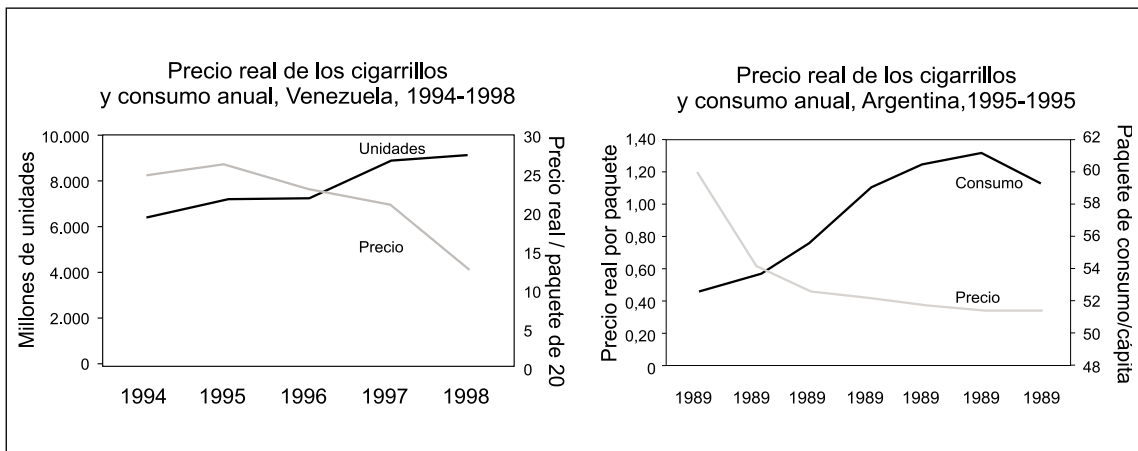 Precio real de los cigarrillos
y consumo anual, Venezuela, 1994-1998
Millones de unidades
10.000
8.000
6.000
4.000
2.000
0
Unidades
Precio
30
25
20
15
10
5
0
Precio real / paquete de 20
1994 1995 1996 1997 1998
Precio real de los cigarrillos
y consumo anual, Argentina,1995-1995
Precio real por paquete
1,40
1,20
1,00
0,80
0,60
0,40
0,20
0
Consumo
Precio
62
60
58
56
54
52
50
48
Paquete de consumo/cápita
1989 1989 1989 1989 1989 1989 1989